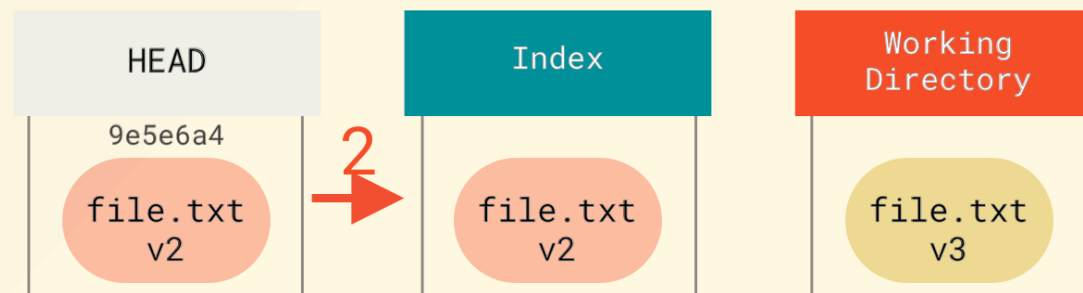 HEAD
Index
Working
Directory
9e5e6a4
2
file.txt
v2
file.txt
v2
file.txt
v3